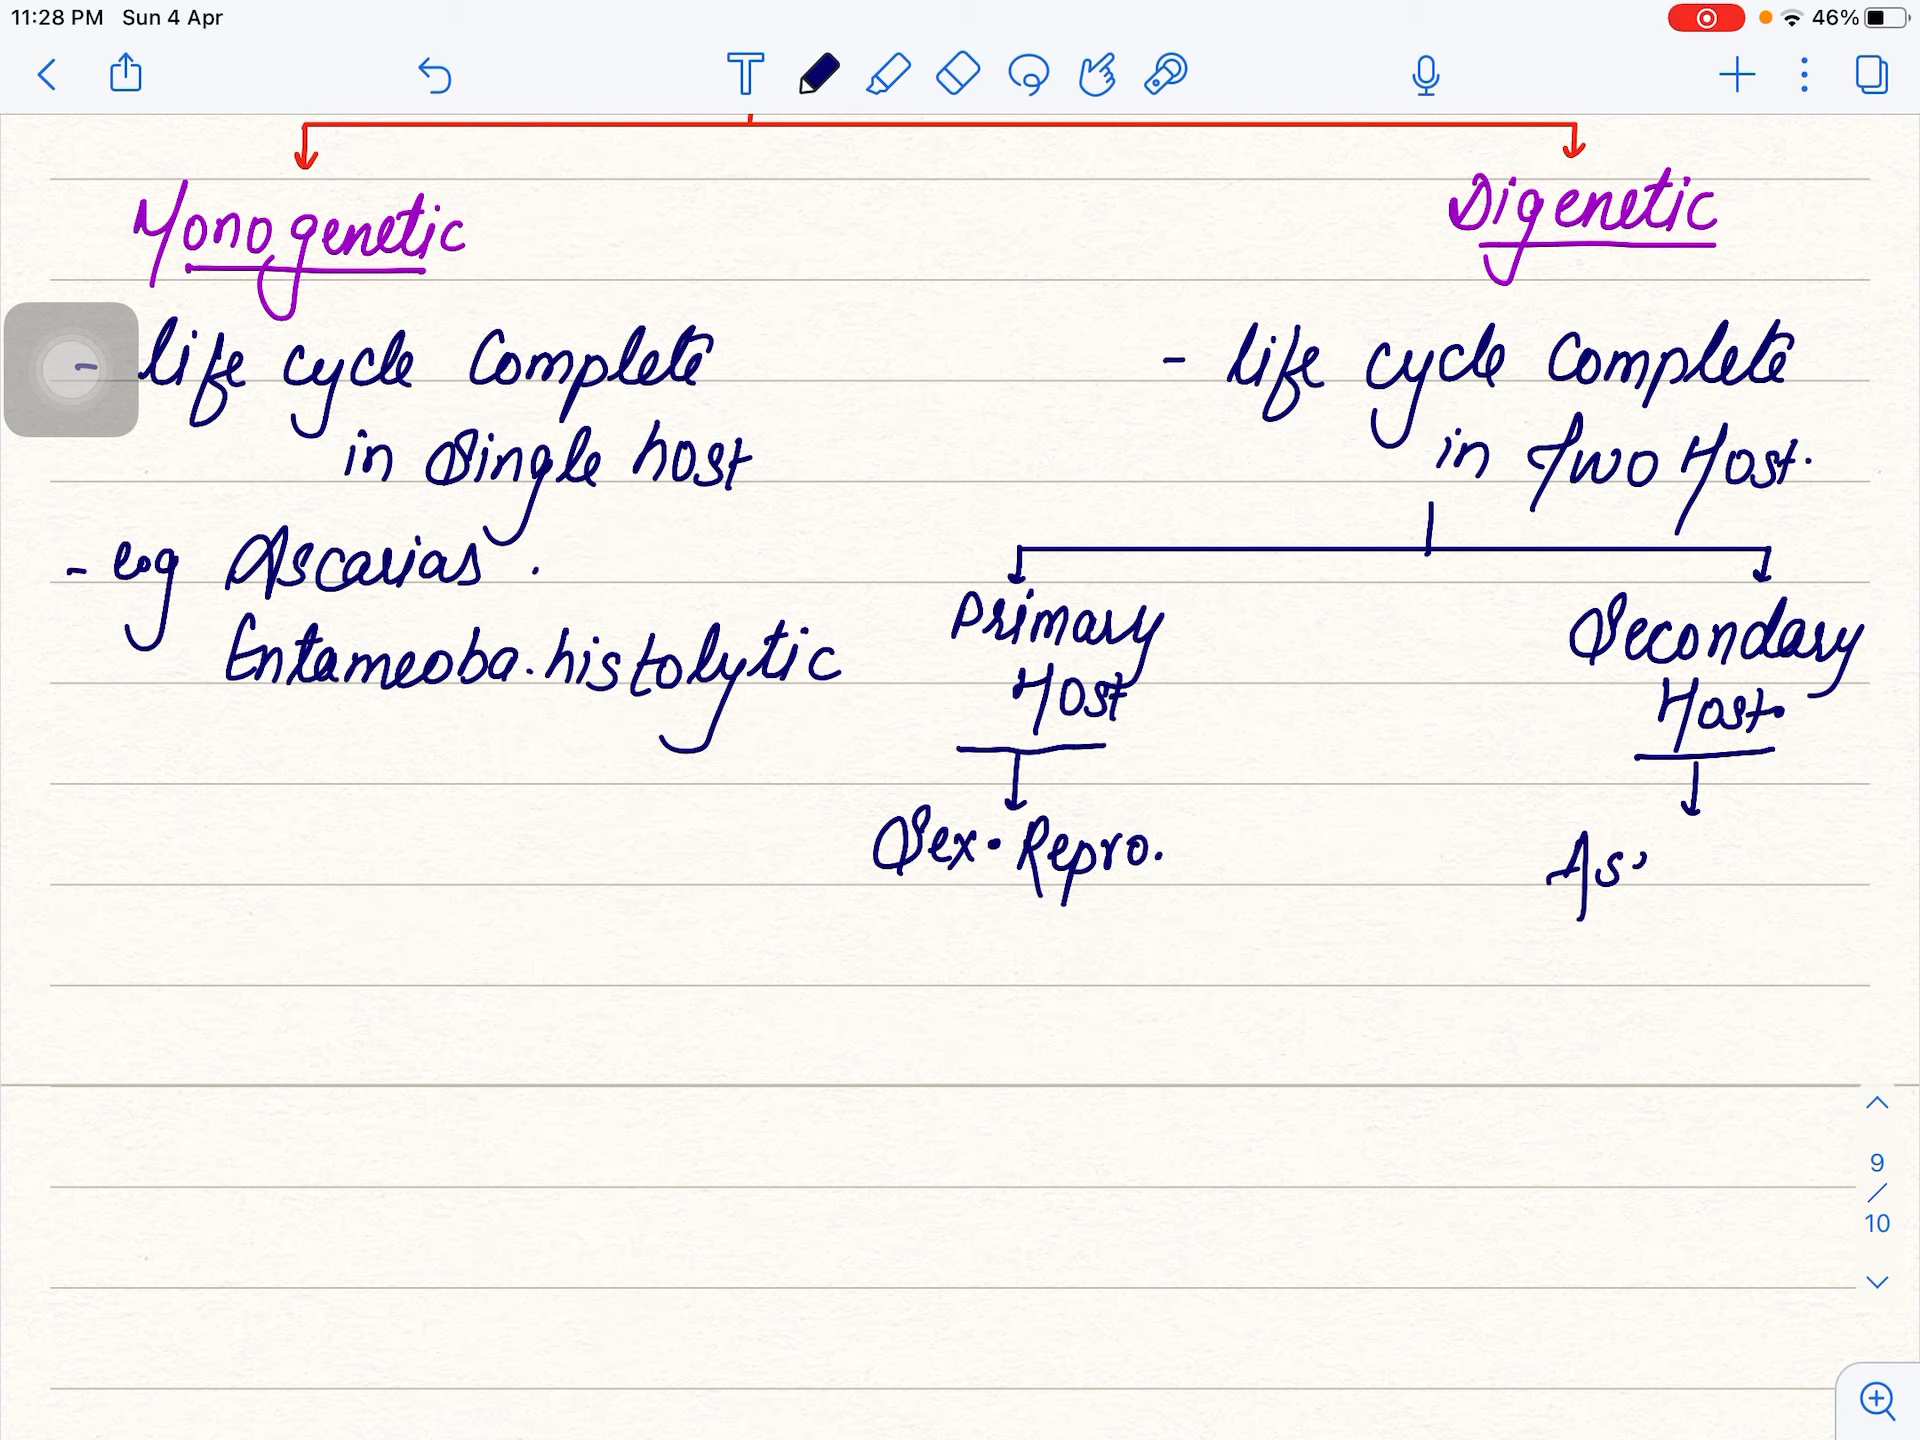 11:28 PM Sun 4 Apr
46%
Monogenetic
Digenetic
- life cycle Complete
in Single host
- life cycle Complete
in Two Host.
- e.g Ascarias.
Entameoba.histolytic
Primary
Host
Secondary
Host.
Sex. Repro.
As
9
/
10